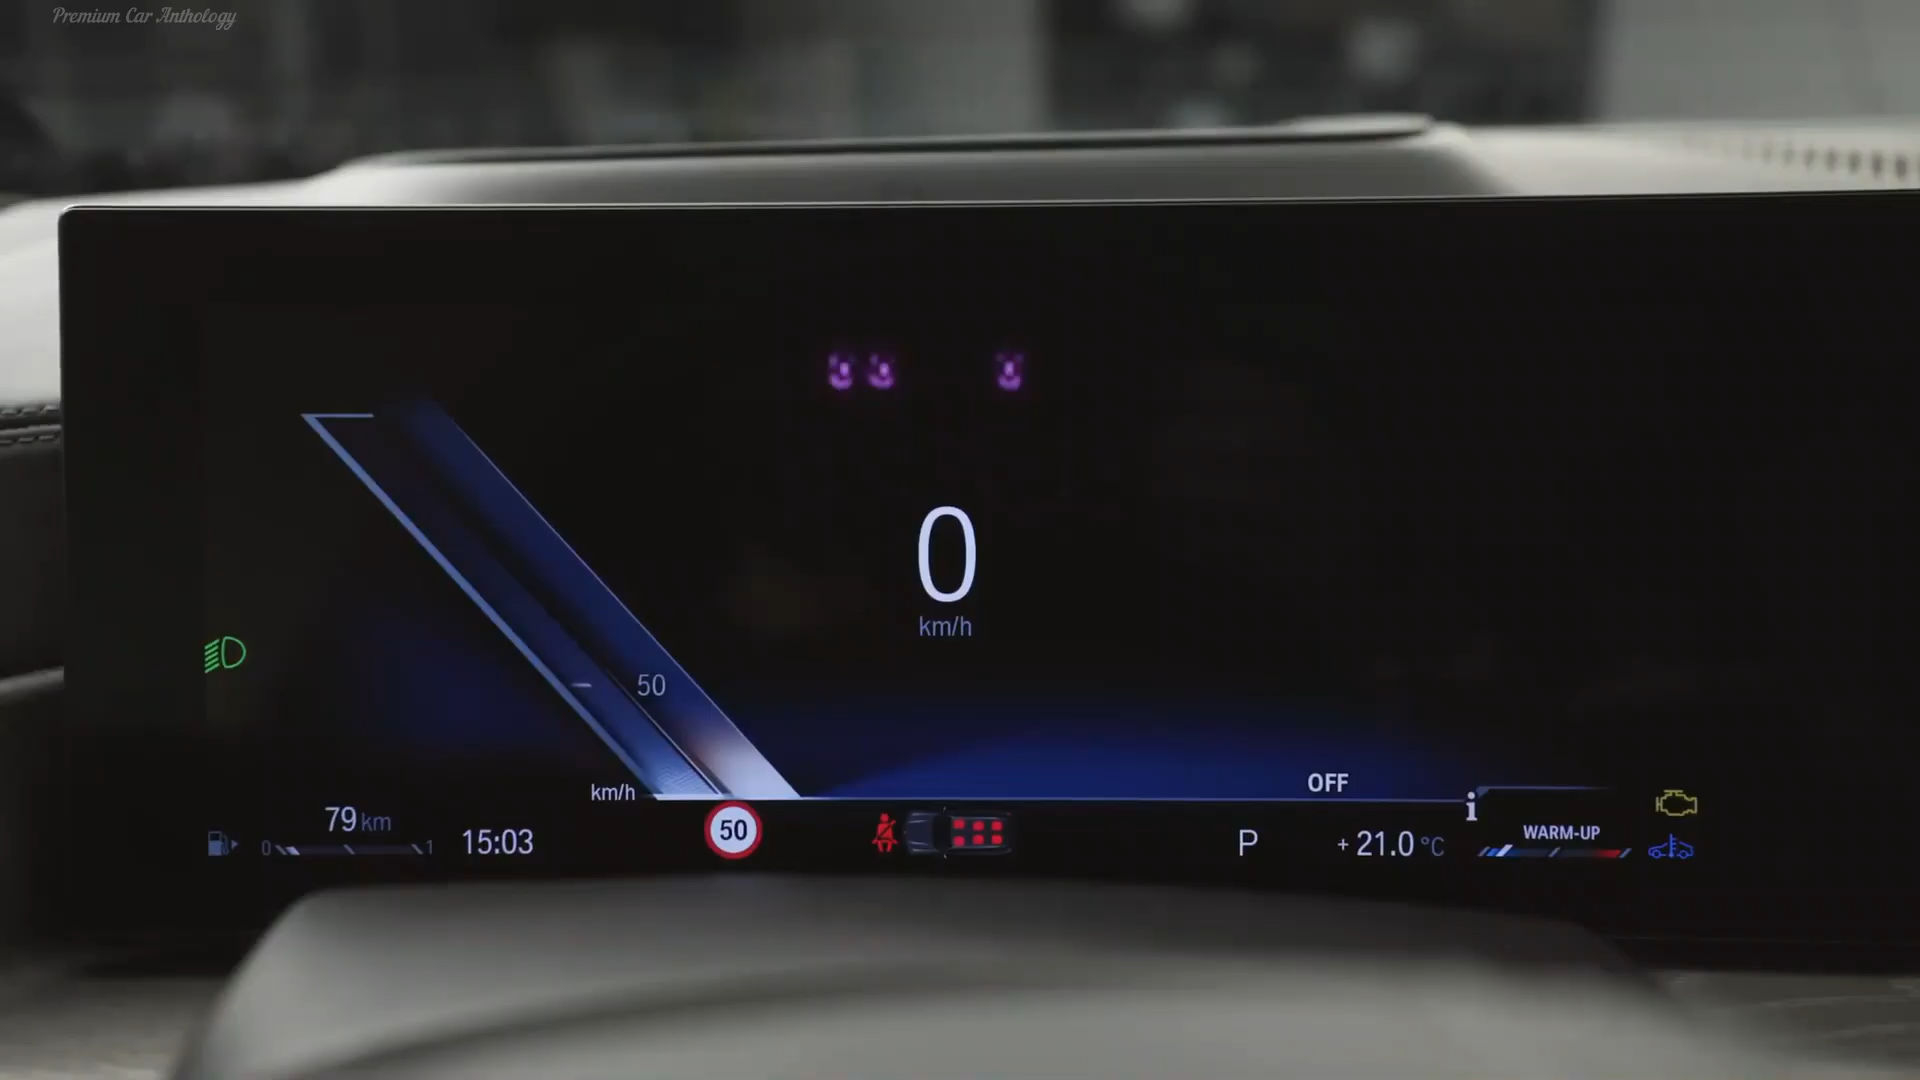 Premium Car Anthology
0
km/h
50
km/h
OFF
79 km
0 1
15:03
50
P
+21.0 °C
i
WARM-UP